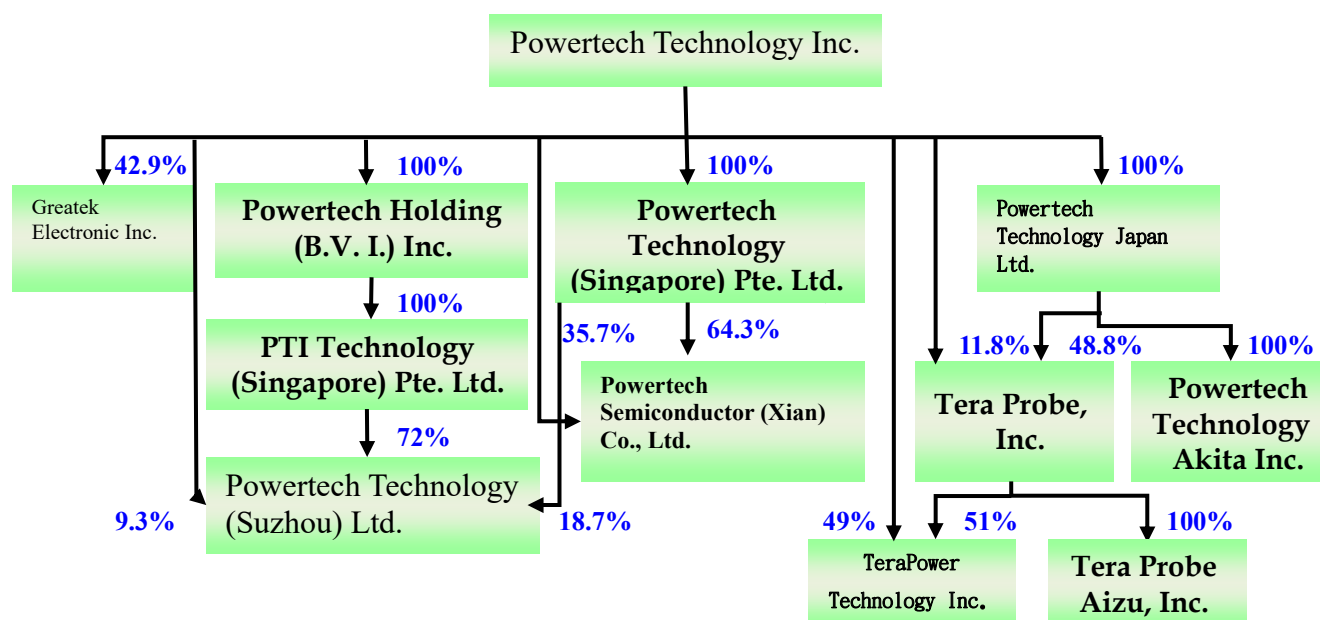 Powertech Technology Inc.
42.9%
100%
100%
100%
Greatek
Electronic Inc.
Powertech Holding
(B.V. I.) Inc.
Powertech
Technology
(Singapore) Pte. Ltd.
Powertech
Technology Japan
Ltd.
100%
35.7%
64.3%
11.8%
48.8%
100%
PTI Technology
(Singapore) Pte. Ltd.
Powertech
Semiconductor (Xian)
Co., Ltd.
Tera Probe,
Inc.
Powertech
Technology
Akita Inc.
72%
Powertech Technology
(Suzhou) Ltd.
9.3%
18.7%
49%
51%
100%
TeraPower
Technology Inc.
Tera Probe
Aizu, Inc.